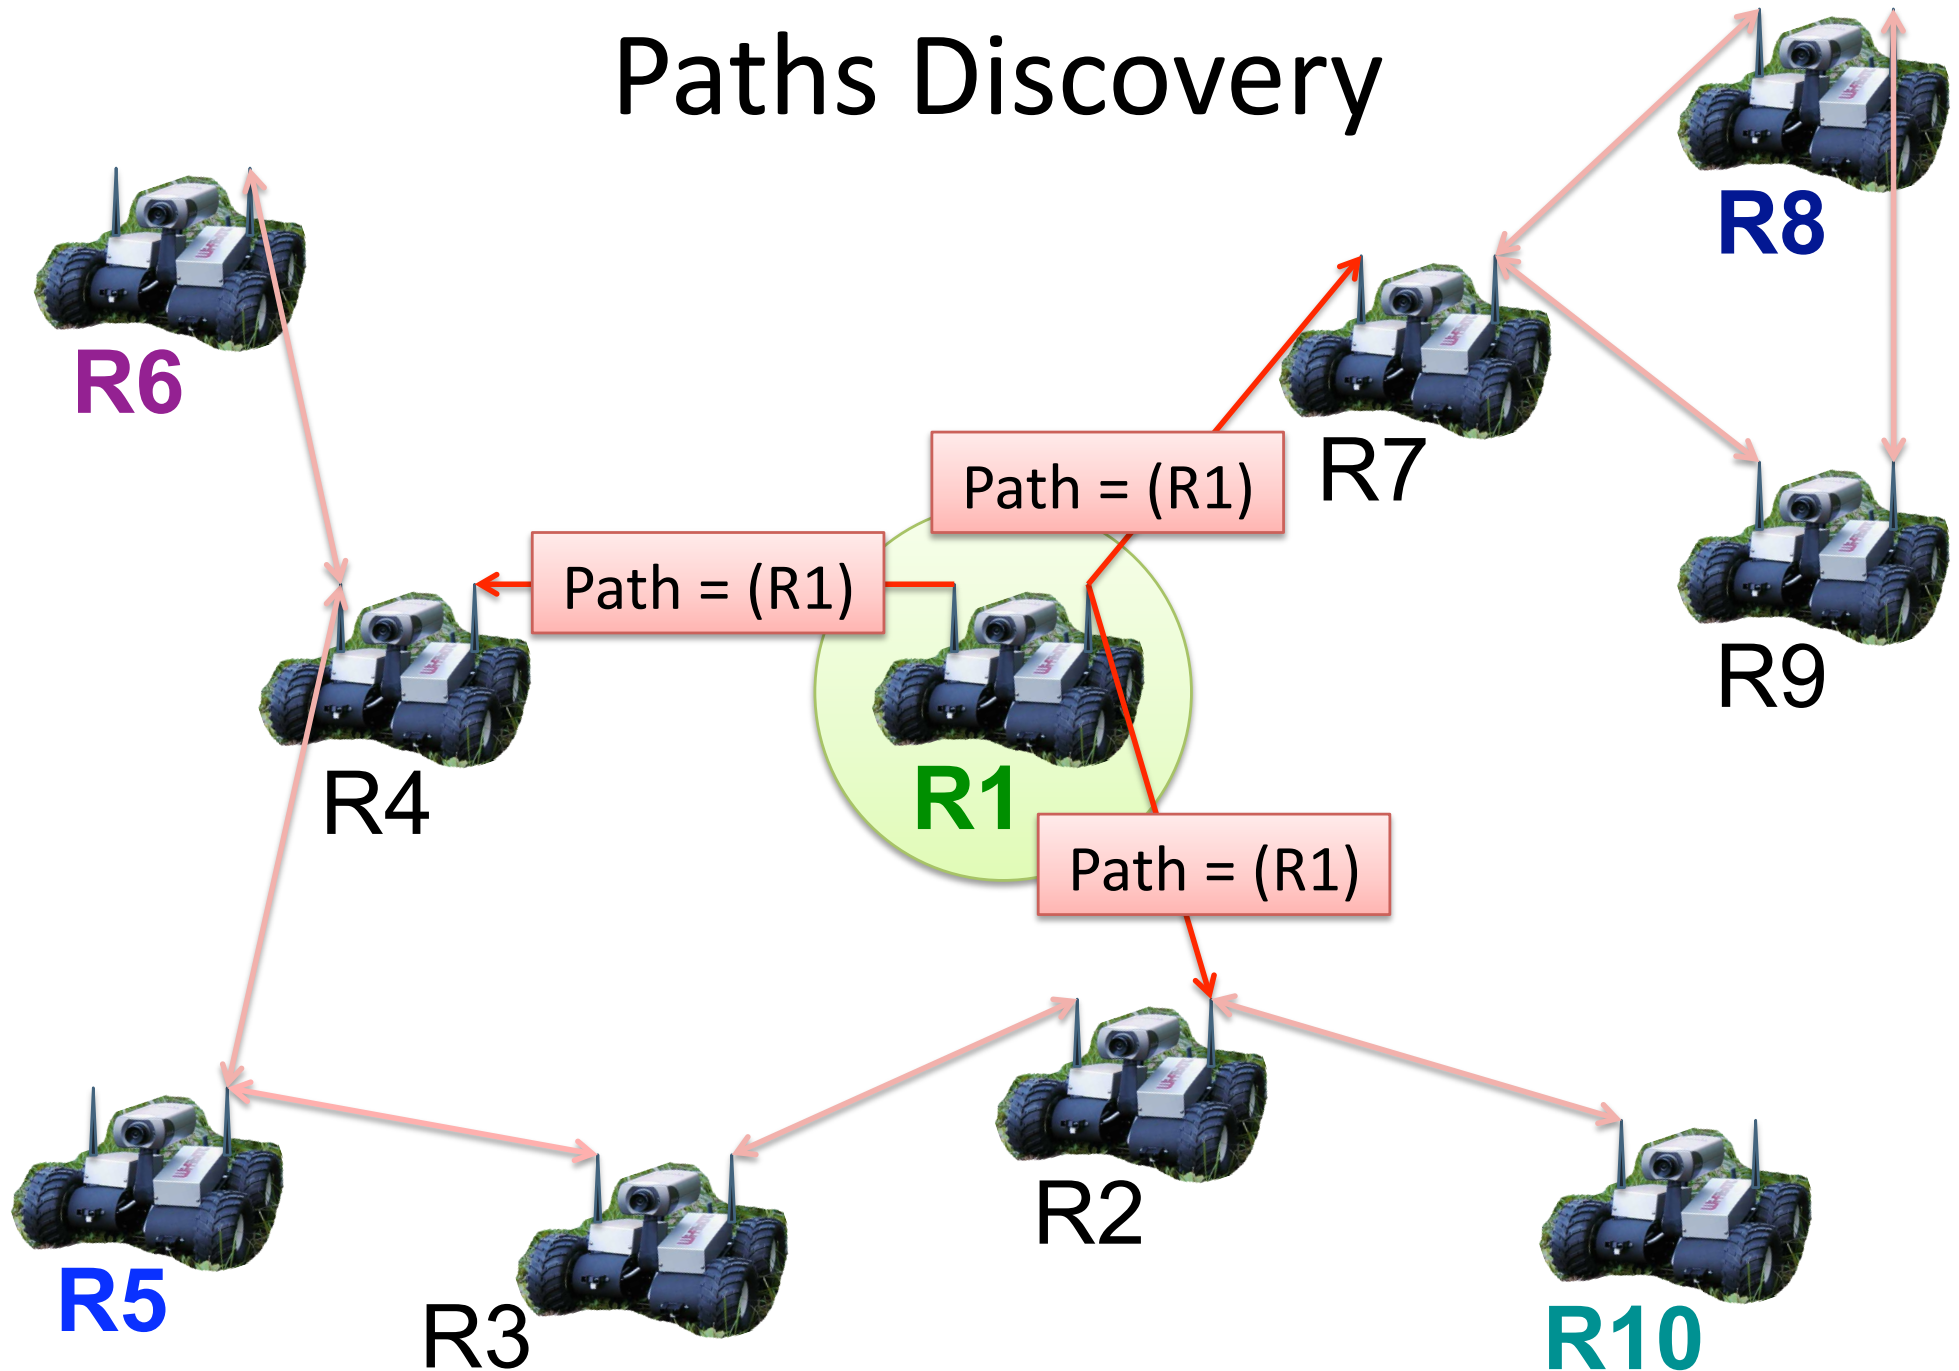 Paths Discovery
R8
R6
R7
Path = (R1)
Path = (R1)
R9
R4
R1
Path = (R1)
R2
R5
R3
R10